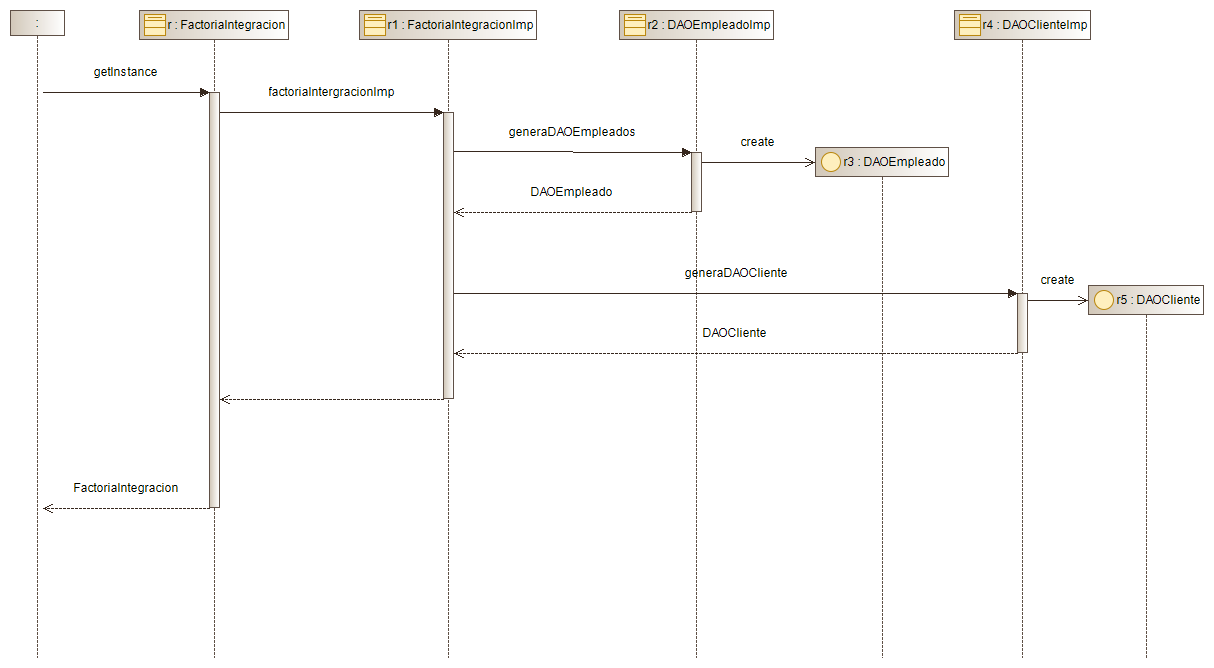 :
r : FactoriaIntegracion
r1 : FactoriaIntegracionImp
r2 : DAOEmpleadoImp
r4 : DAOClienteImp
getInstance
factoriaIntergracionImp
generaDAOEmpleados
create
r3 : DAOEmpleado
DAOEmpleado
generaDAOCliente
create
r5 : DAOCliente
DAOCliente
FactoriaIntegracion